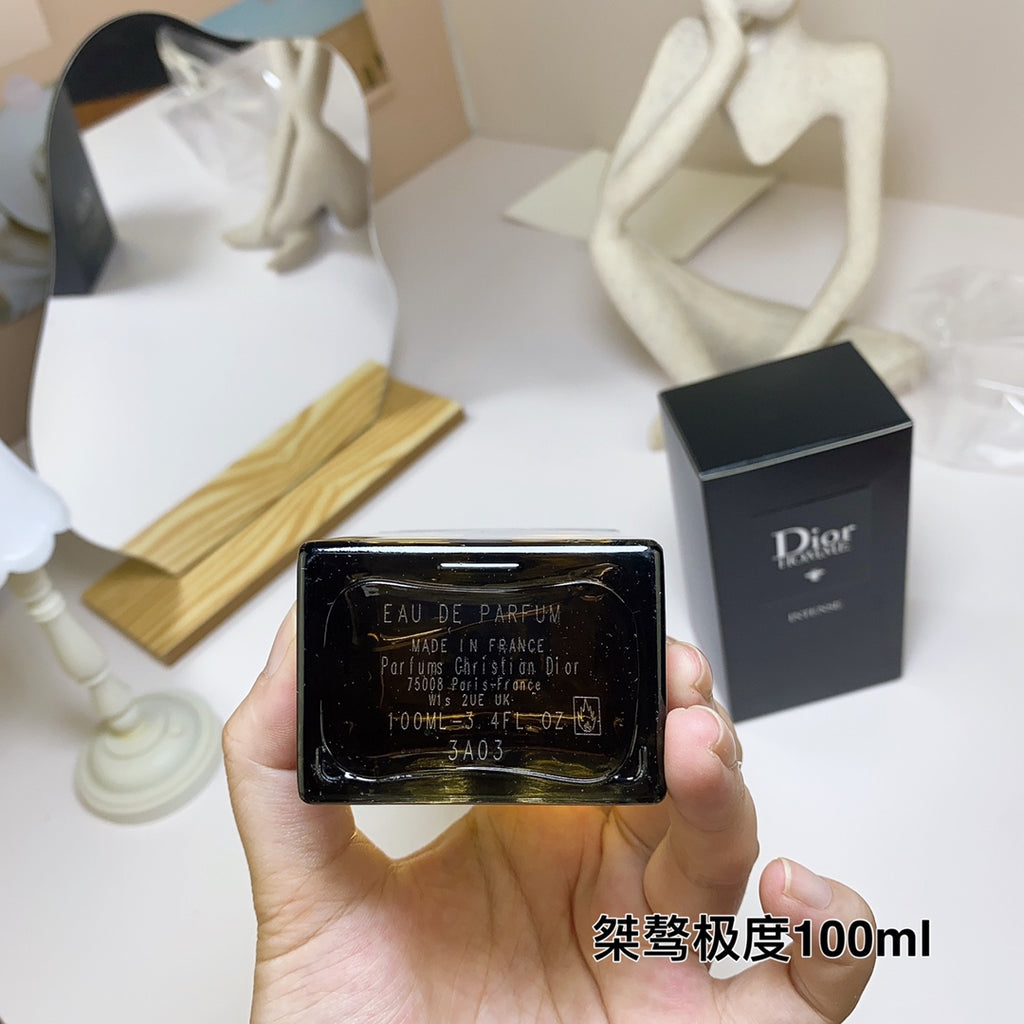 Dior
HOMME
INTENSE
EAU DE PARFUM
MADE IN FRANCE
Parfums Christian Dior
75008 Paris-France
W1s 2UE UK
100ML-3.4FL.OZ
3A03
桀骜极度100ml